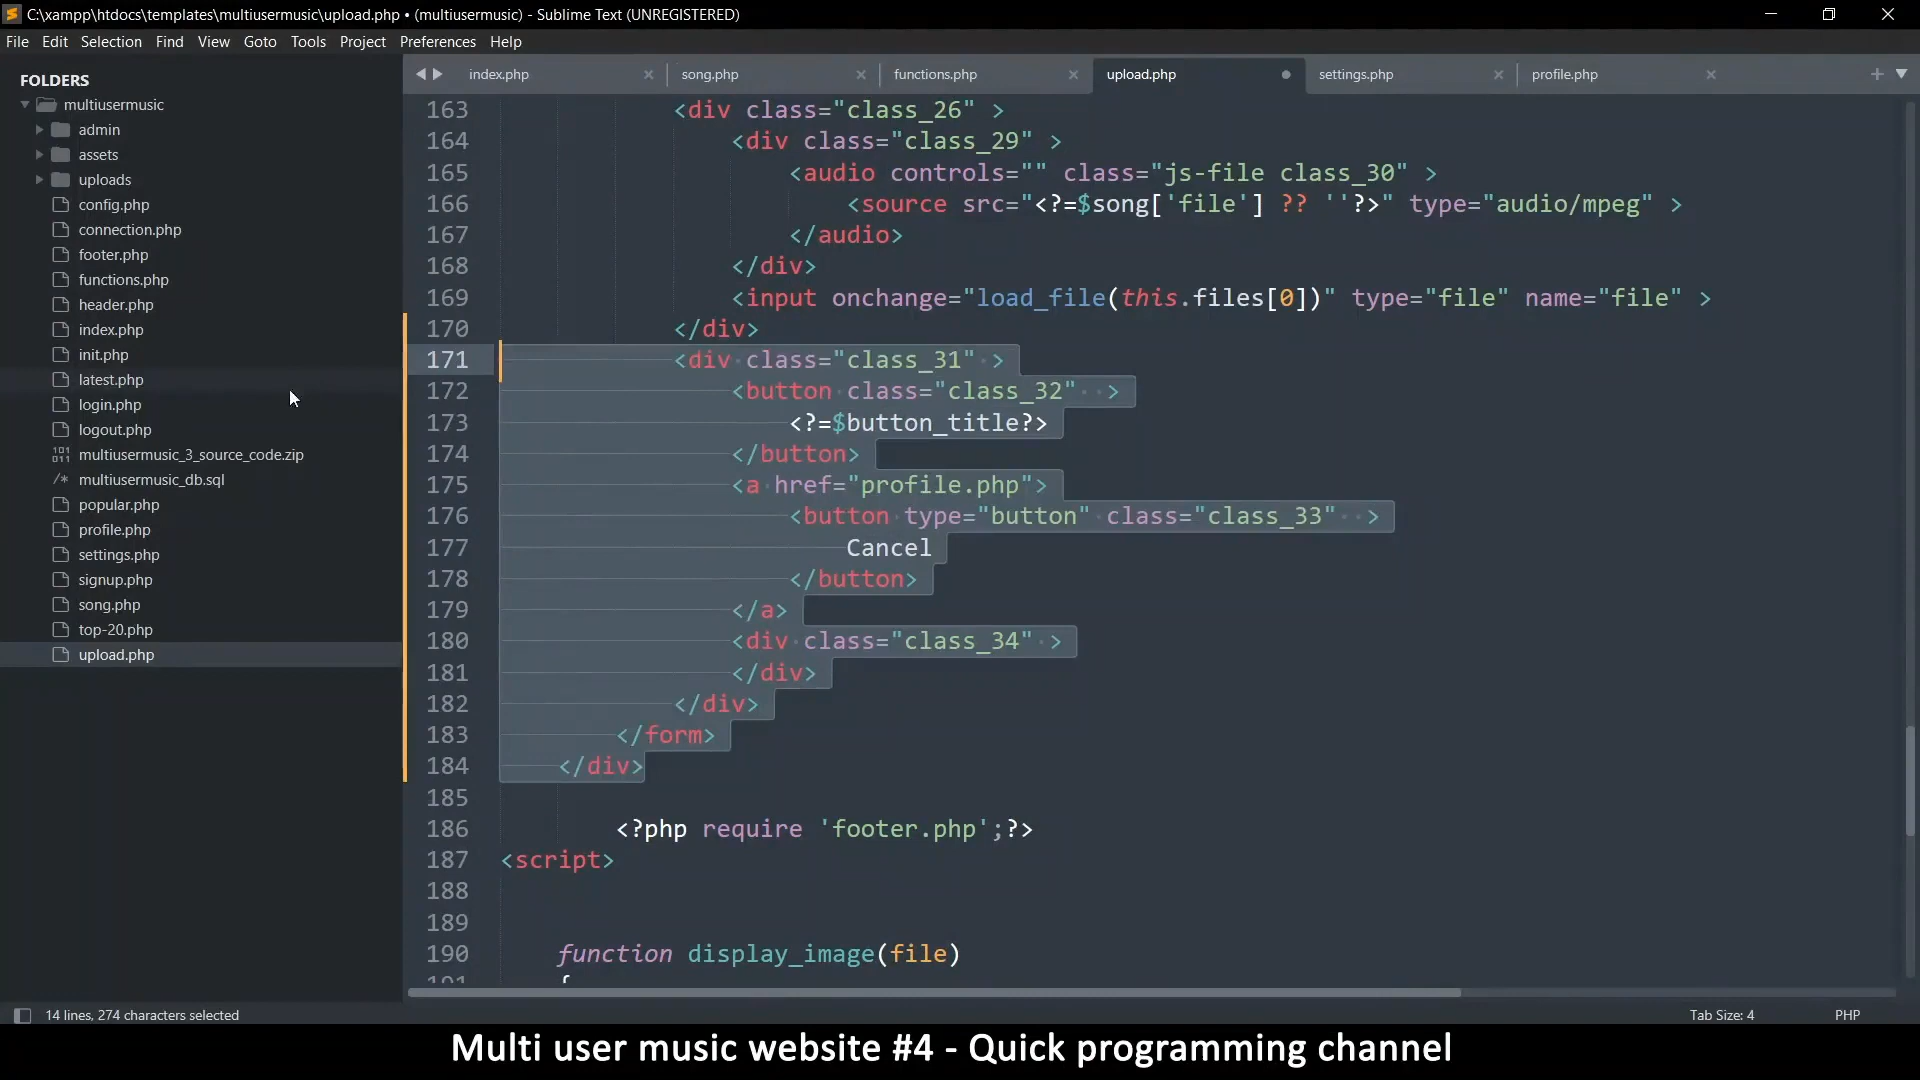 C:\xampp\htdocs\templates\multiusermusic\upload.php • (multiusermusic) - Sublime Text (UNREGISTERED)
File Edit Selection Find View Goto Tools Project Preferences Help
FOLDERS
multiusermusic
admin
assets
uploads
config.php
connection.php
footer.php
functions.php
header.php
index.php
init.php
latest.php
login.php
logout.php
multiusermusic_3_source_code.zip
/* multiusermusic_db.sql
popular.php
profile.php
settings.php
signup.php
song.php
top-20.php
upload.php
index.php song.php functions.php upload.php settings.php profile.php
163 <div class="class_26" >
164 <div class="class_29" >
165 <audio controls="" class="js-file class_30" >
166 <source src="<?=$song['file'] ?? ''?>" type="audio/mpeg" >
167 </audio>
168 </div>
169 <input onchange="load_file(this.files[0])" type="file" name="file" >
170 </div>
171 <div class="class_31" >
172 <button class="class_32"  >
173 <?=$button_title?>
174 </button>
175 <a href="profile.php">
176 <button type="button" class="class_33"  >
177 Cancel
178 </button>
179 </a>
180 <div class="class_34" >
181 </div>
182 </div>
183 </form>
184 </div>
185
186 <?php require 'footer.php';?>
187 <script>
188
189
190 function display_image(file)
191 {
14 lines, 274 characters selected
Tab Size: 4 PHP
Multi user music website #4 - Quick programming channel